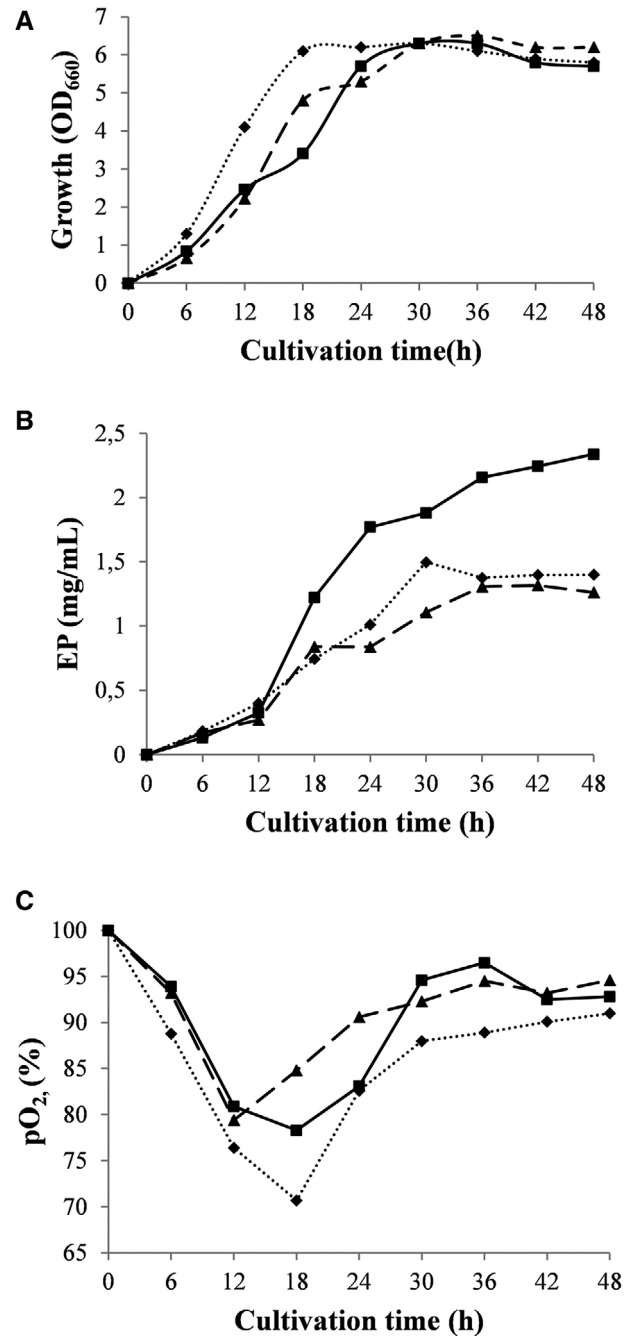 A
Growth (OD660)
7
6
5
4
3
2
1
0
0 6 12 18 24 30 36 42 48
Cultivation time(h)
B
EP (mg/mL)
2,5
2
1,5
1
0,5
0
0 6 12 18 24 30 36 42 48
Cultivation time (h)
C
pO2, (%)
100
95
90
85
80
75
70
65
0 6 12 18 24 30 36 42 48
Cultivation time (h)